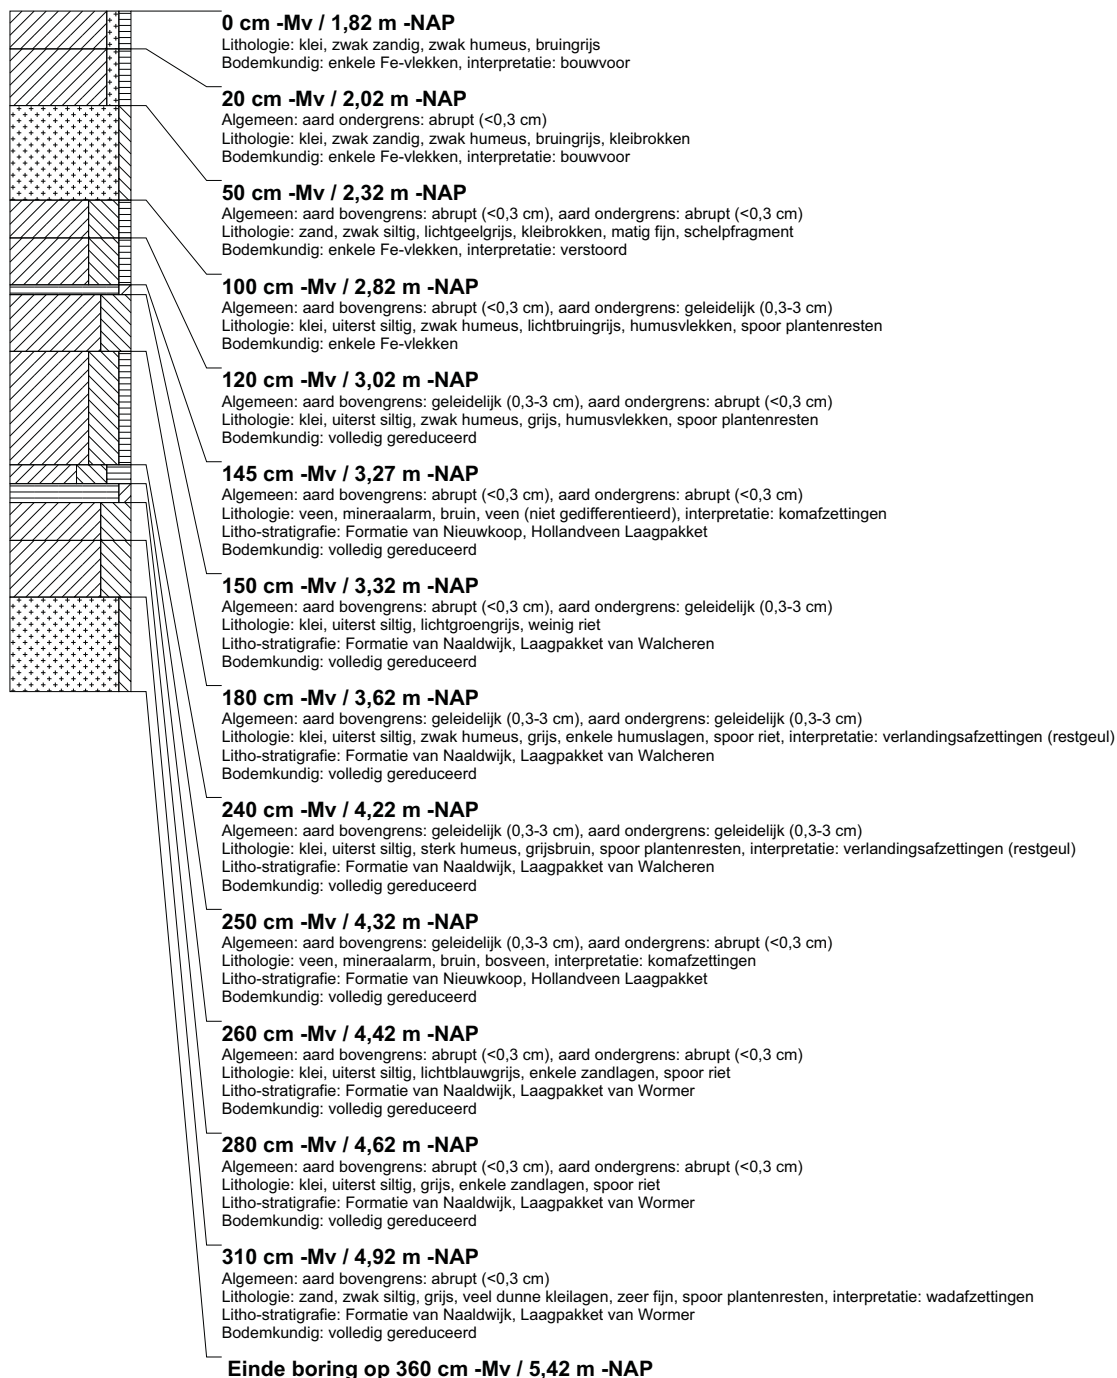 0 cm -Mv / 1,82 m -NAP
Lithologie: klei, zwak zandig, zwak humeus, bruingrijs
Bodemkundig: enkele Fe-vlekken, interpretatie: bouwvoor
20 cm -Mv / 2,02 m -NAP
Algemeen: aard ondergrens: abrupt (<0,3 cm)
Lithologie: klei, zwak zandig, zwak humeus, bruingrijs, kleibrokken
Bodemkundig: enkele Fe-vlekken, interpretatie: bouwvoor
50 cm -Mv / 2,32 m -NAP
Algemeen: aard bovengrens: abrupt (<0,3 cm), aard ondergrens: abrupt (<0,3 cm)
Lithologie: zand, zwak siltig, lichtgeelgrijs, kleibrokken, matig fijn, schelpfragment
Bodemkundig: enkele Fe-vlekken, interpretatie: verstoord
100 cm -Mv / 2,82 m -NAP
Algemeen: aard bovengrens: abrupt (<0,3 cm), aard ondergrens: geleidelijk (0,3-3 cm)
Lithologie: klei, uiterst siltig, zwak humeus, lichtbruingrijs, humusvlekken, spoor plantenresten
Bodemkundig: enkele Fe-vlekken
120 cm -Mv / 3,02 m -NAP
Algemeen: aard bovengrens: geleidelijk (0,3-3 cm), aard ondergrens: abrupt (<0,3 cm)
Lithologie: klei, uiterst siltig, zwak humeus, grijs, humusvlekken, spoor plantenresten
Bodemkundig: volledig gereduceerd
145 cm -Mv / 3,27 m -NAP
Algemeen: aard bovengrens: abrupt (<0,3 cm), aard ondergrens: abrupt (<0,3 cm)
Lithologie: veen, mineraalarm, bruin, veen (niet gedifferentieerd), interpretatie: komafzettingen
Litho-stratigrafie: Formatie van Nieuwkoop, Hollandveen Laagpakket
Bodemkundig: volledig gereduceerd
150 cm -Mv / 3,32 m -NAP
Algemeen: aard bovengrens: abrupt (<0,3 cm), aard ondergrens: geleidelijk (0,3-3 cm)
Lithologie: klei, uiterst siltig, lichtgroengrijs, weinig riet
Litho-stratigrafie: Formatie van Naaldwijk, Laagpakket van Walcheren
Bodemkundig: volledig gereduceerd
180 cm -Mv / 3,62 m -NAP
Algemeen: aard bovengrens: geleidelijk (0,3-3 cm), aard ondergrens: geleidelijk (0,3-3 cm)
Lithologie: klei, uiterst siltig, zwak humeus, grijs, enkele humuslagen, spoor riet, interpretatie: verlandingsafzettingen (restgeul)
Litho-stratigrafie: Formatie van Naaldwijk, Laagpakket van Walcheren
Bodemkundig: volledig gereduceerd
240 cm -Mv / 4,22 m -NAP
Algemeen: aard bovengrens: geleidelijk (0,3-3 cm), aard ondergrens: geleidelijk (0,3-3 cm)
Lithologie: klei, uiterst siltig, sterk humeus, grijsbruin, spoor plantenresten, interpretatie: verlandingsafzettingen (restgeul)
Litho-stratigrafie: Formatie van Naaldwijk, Laagpakket van Walcheren
Bodemkundig: volledig gereduceerd
250 cm -Mv / 4,32 m -NAP
Algemeen: aard bovengrens: geleidelijk (0,3-3 cm), aard ondergrens: abrupt (<0,3 cm)
Lithologie: veen, mineraalarm, bruin, bosveen, interpretatie: komafzettingen
Litho-stratigrafie: Formatie van Nieuwkoop, Hollandveen Laagpakket
Bodemkundig: volledig gereduceerd
260 cm -Mv / 4,42 m -NAP
Algemeen: aard bovengrens: abrupt (<0,3 cm), aard ondergrens: abrupt (<0,3 cm)
Lithologie: klei, uiterst siltig, lichtblauwgrijs, enkele zandlagen, spoor riet
Litho-stratigrafie: Formatie van Naaldwijk, Laagpakket van Wormer
Bodemkundig: volledig gereduceerd
280 cm -Mv / 4,62 m -NAP
Algemeen: aard bovengrens: abrupt (<0,3 cm), aard ondergrens: abrupt (<0,3 cm)
Lithologie: klei, uiterst siltig, grijs, enkele zandlagen, spoor riet
Litho-stratigrafie: Formatie van Naaldwijk, Laagpakket van Wormer
Bodemkundig: volledig gereduceerd
310 cm -Mv / 4,92 m -NAP
Algemeen: aard bovengrens: abrupt (<0,3 cm)
Lithologie: zand, zwak siltig, grijs, veel dunne kleilagen, zeer fijn, spoor plantenresten, interpretatie: wadafzettingen
Litho-stratigrafie: Formatie van Naaldwijk, Laagpakket van Wormer
Bodemkundig: volledig gereduceerd
Einde boring op 360 cm -Mv / 5,42 m -NAP